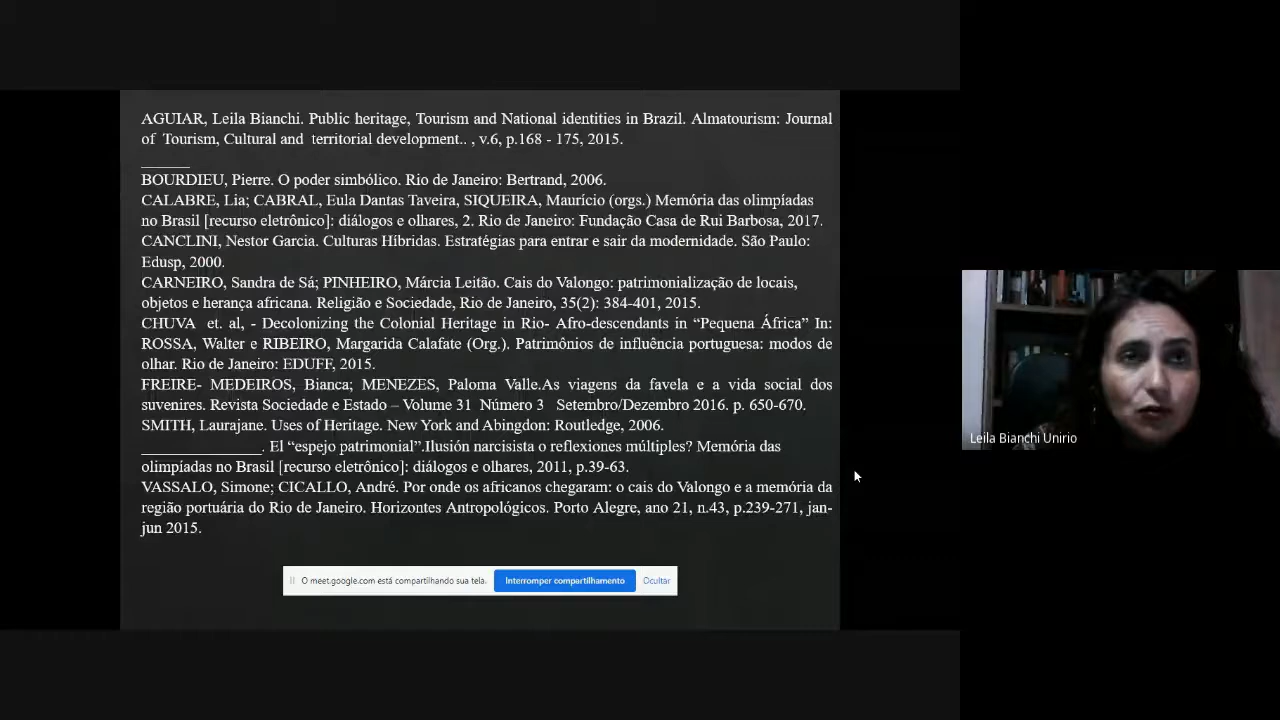 AGUIAR, Leila Bianchi. Public heritage, Tourism and National identities in Brazil. Almatourism: Journal
of Tourism, Cultural and territorial development.. , v.6, p.168 - 175, 2015.
______
BOURDIEU, Pierre. O poder simbólico. Rio de Janeiro: Bertrand, 2006.
CALABRE, Lia; CABRAL, Eula Dantas Taveira, SIQUEIRA, Maurício (orgs.) Memória das olimpíadas
no Brasil [recurso eletrônico]: diálogos e olhares, 2. Rio de Janeiro: Fundação Casa de Rui Barbosa, 2017.
CANCLINI, Nestor Garcia. Culturas Híbridas. Estratégias para entrar e sair da modernidade. São Paulo:
Edusp, 2000.
CARNEIRO, Sandra de Sá; PINHEIRO, Márcia Leitão. Cais do Valongo: patrimonialização de locais,
objetos e herança africana. Religião e Sociedade, Rio de Janeiro, 35(2): 384-401, 2015.
CHUVA et. al, - Decolonizing the Colonial Heritage in Rio- Afro-descendants in “Pequena África” In:
ROSSA, Walter e RIBEIRO, Margarida Calafate (Org.). Patrimônios de influência portuguesa: modos de
olhar. Rio de Janeiro: EDUFF, 2015.
FREIRE- MEDEIROS, Bianca; MENEZES, Paloma Valle.As viagens da favela e a vida social dos
suvenires. Revista Sociedade e Estado – Volume 31 Número 3 Setembro/Dezembro 2016. p. 650-670.
SMITH, Laurajane. Uses of Heritage. New York and Abingdon: Routledge, 2006.
_______________. El “espejo patrimonial”.Ilusión narcisista o reflexiones múltiples? Memória das
olimpíadas no Brasil [recurso eletrônico]: diálogos e olhares, 2011, p.39-63.
VASSALO, Simone; CICALLO, André. Por onde os africanos chegaram: o cais do Valongo e a memória da
região portuária do Rio de Janeiro. Horizontes Antropológicos. Porto Alegre, ano 21, n.43, p.239-271, jan-
jun 2015.
O meet.google.com está compartilhando sua tela. Interromper compartilhamento Ocultar
Leila Bianchi Unirio